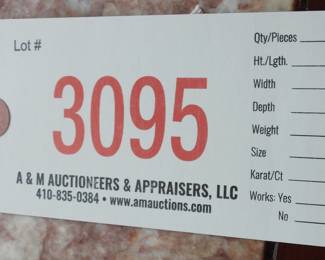 Lot #
3095
A & M AUCTIONEERS & APPRAISERS, LLC
410-835-0384 • www.amauctions.com
Qty/Pieces
Ht./Lgth.
Width
Depth
Weight
Size
Karat/Ct
Works: Yes
No